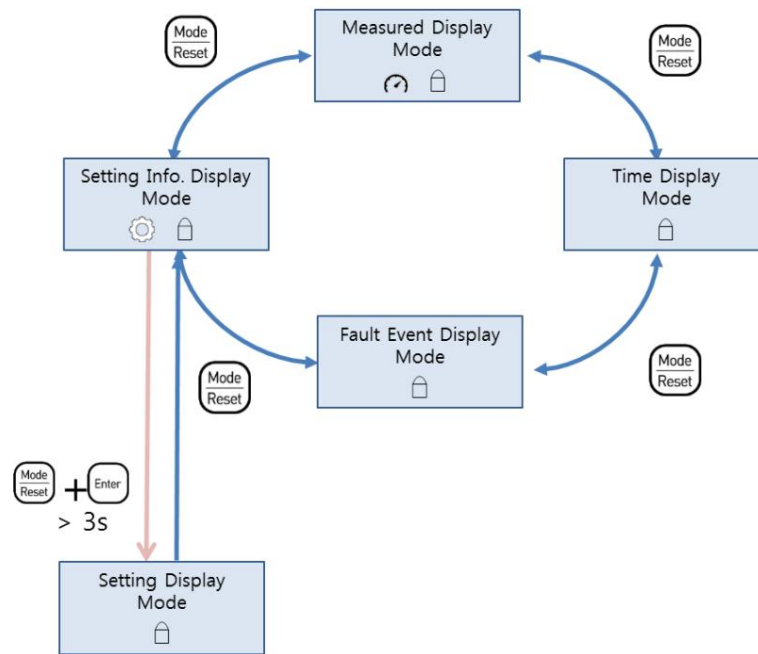 Measured Display
Mode
Mode
Reset
Mode
Reset
Setting Info. Display
Mode
Time Display
Mode
Fault Event Display
Mode
Mode
Reset
Mode
Reset
Mode
Reset
+
Enter
> 3s
Setting Display
Mode